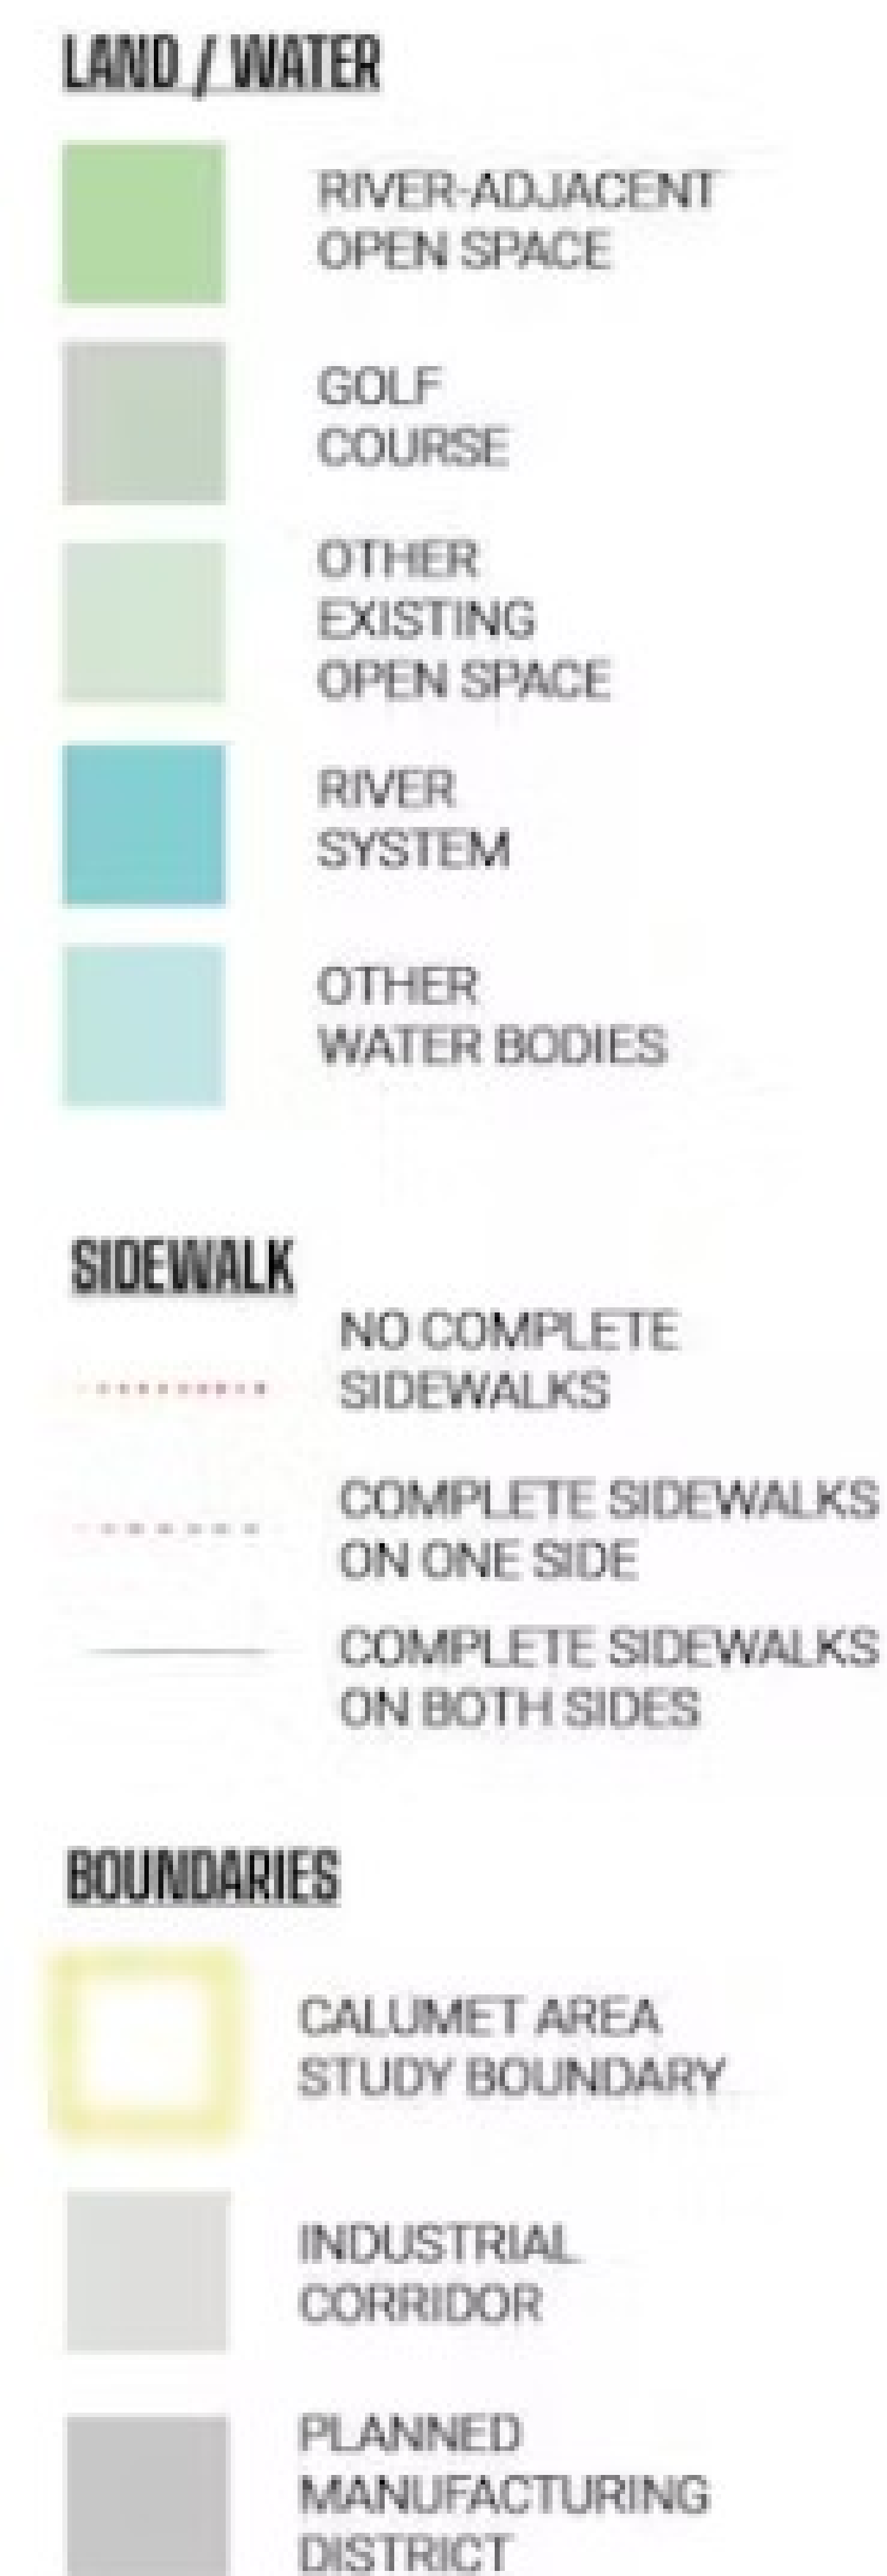 LAND / WATER
RIVER-ADJACENT
OPEN SPACE
GOLF
COURSE
OTHER
EXISTING
OPEN SPACE
RIVER
SYSTEM
OTHER
WATER BODIES
SIDEWALK
NO COMPLETE
SIDEWALKS
COMPLETE SIDEWALKS
ON ONE SIDE
COMPLETE SIDEWALKS
ON BOTH SIDES
BOUNDARIES
CALUMET AREA
STUDY BOUNDARY
INDUSTRIAL
CORRIDOR
PLANNED
MANUFACTURING
DISTRICT